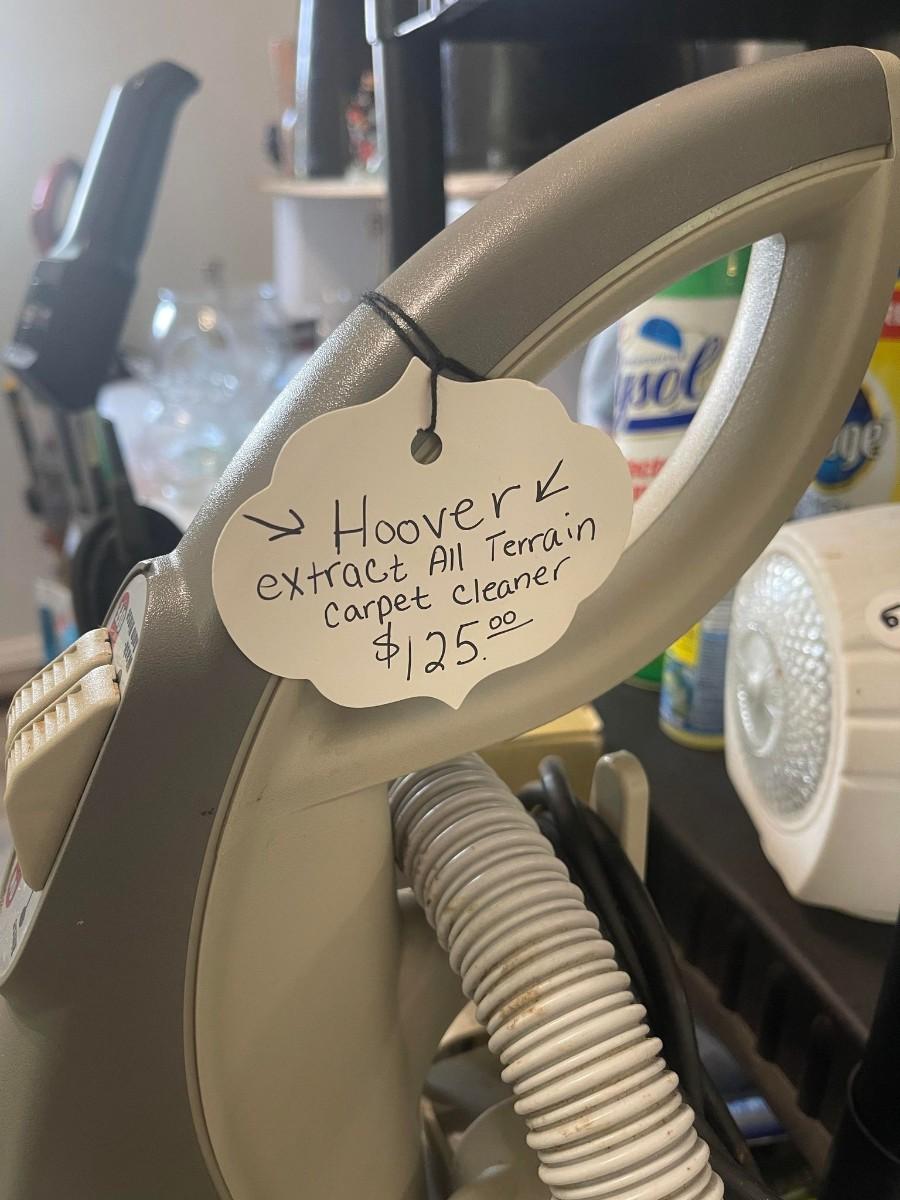 Hoover
extract All Terrain
carpet cleaner
$125.00